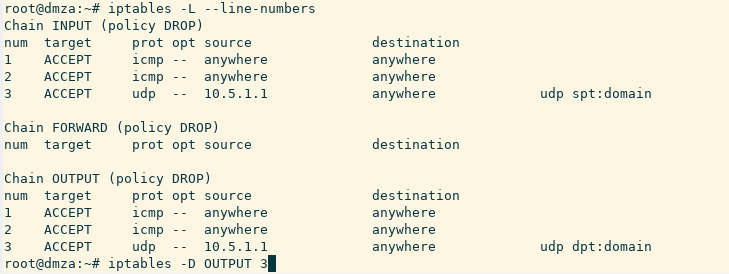 root@dmza:~# iptables -L --line-numbers
Chain INPUT (policy DROP)
num  target     prot opt source               destination
1    ACCEPT     icmp --  anywhere             anywhere
2    ACCEPT     icmp --  anywhere             anywhere
3    ACCEPT     udp  --  10.5.1.1             anywhere             udp spt:domain

Chain FORWARD (policy DROP)
num  target     prot opt source               destination

Chain OUTPUT (policy DROP)
num  target     prot opt source               destination
1    ACCEPT     icmp --  anywhere             anywhere
2    ACCEPT     icmp --  anywhere             anywhere
3    ACCEPT     udp  --  10.5.1.1             anywhere             udp dpt:domain
root@dmza:~# iptables -D OUTPUT 3